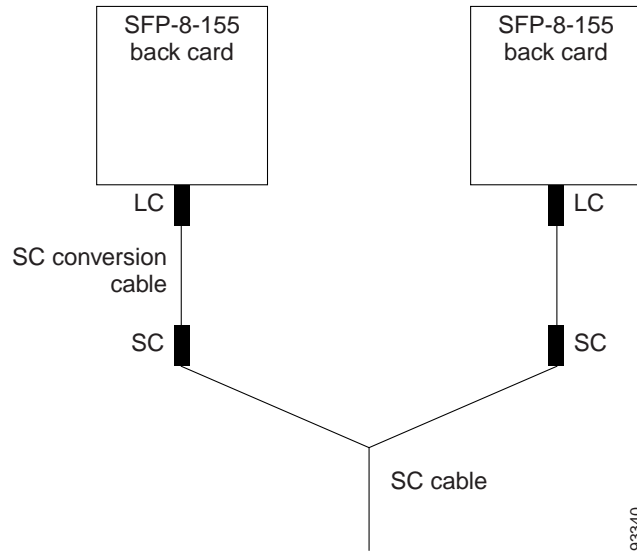 SFP-8-155
back card
SFP-8-155
back card
LC
LC
SC conversion
cable
SC
SC
SC cable
93340